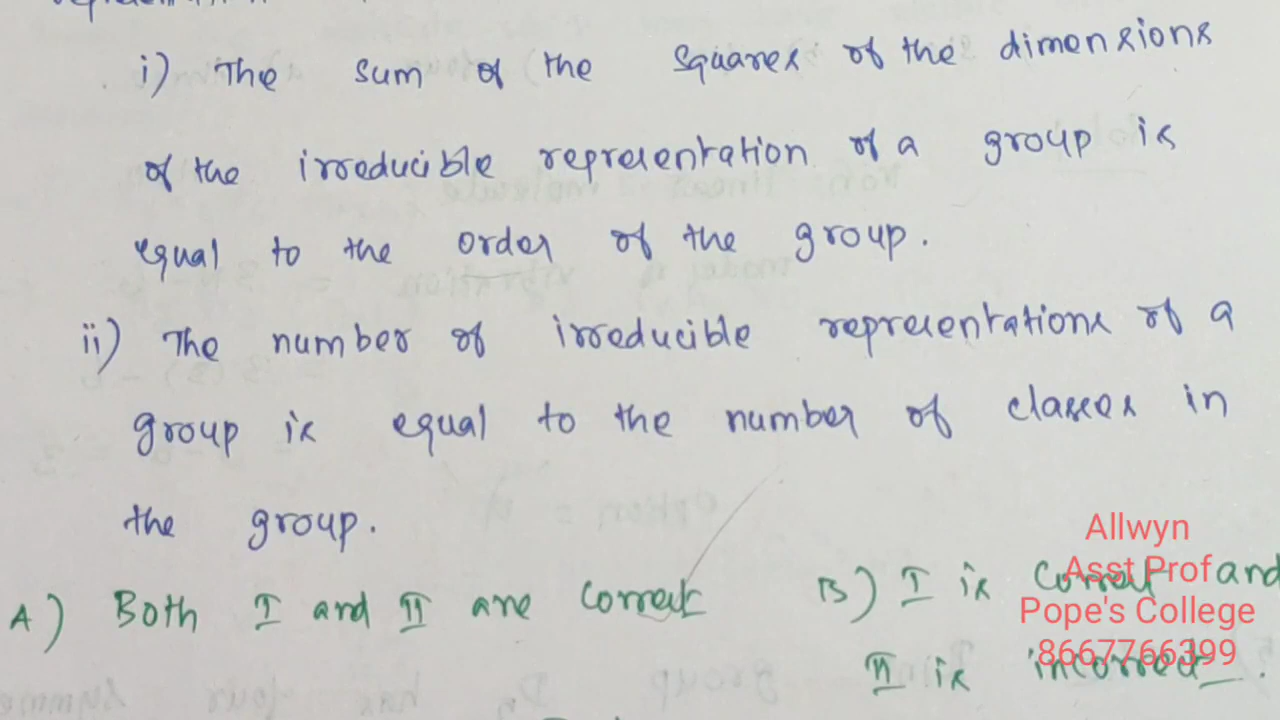 i) The sum of the squares of the dimensions
of the irreducible representation of a group is
equal to the order of the group.
ii) The number of irreducible representations of a
group is equal to the number of classes in
the group.
A) Both I and II are correct
B) I is correct and
II is incorrect.
Allwyn
Asst Prof
Pope's College
8667766399